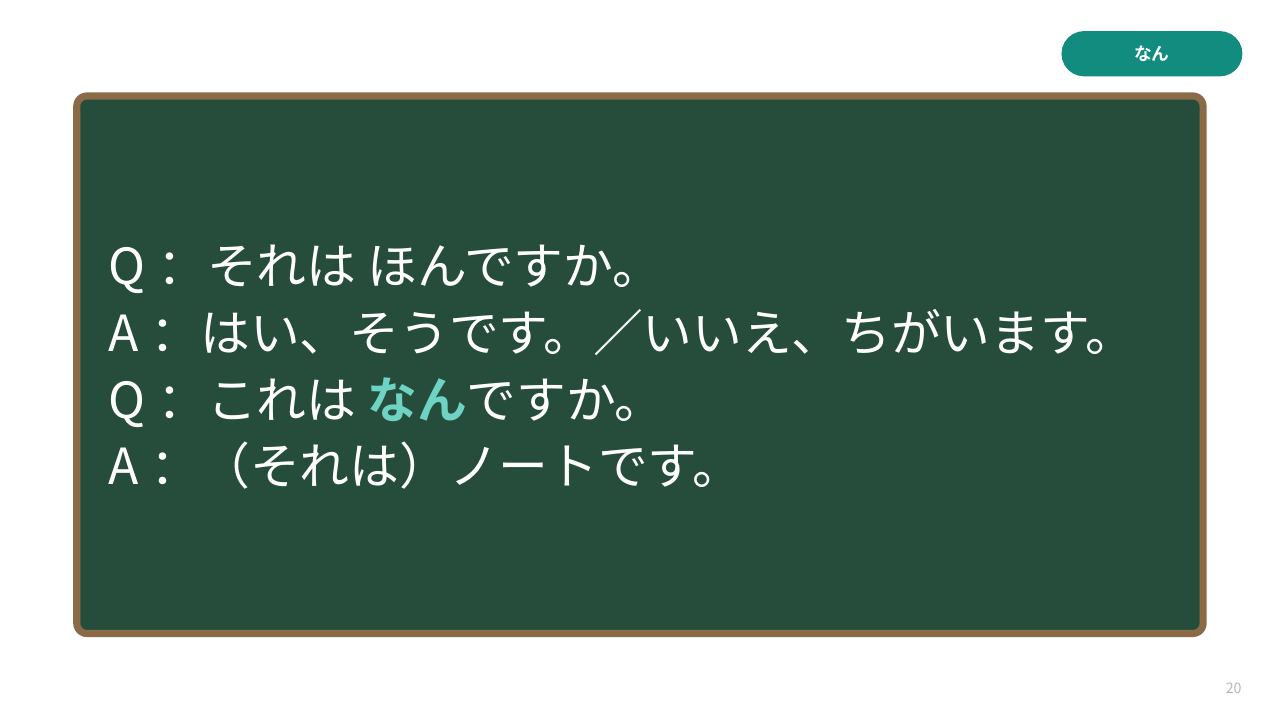 なん
Q： それは ほんですか。
A：はい、そうです。／いいえ、ちがいます。
Q： これは なんですか。
A： （それは）ノートです。
20